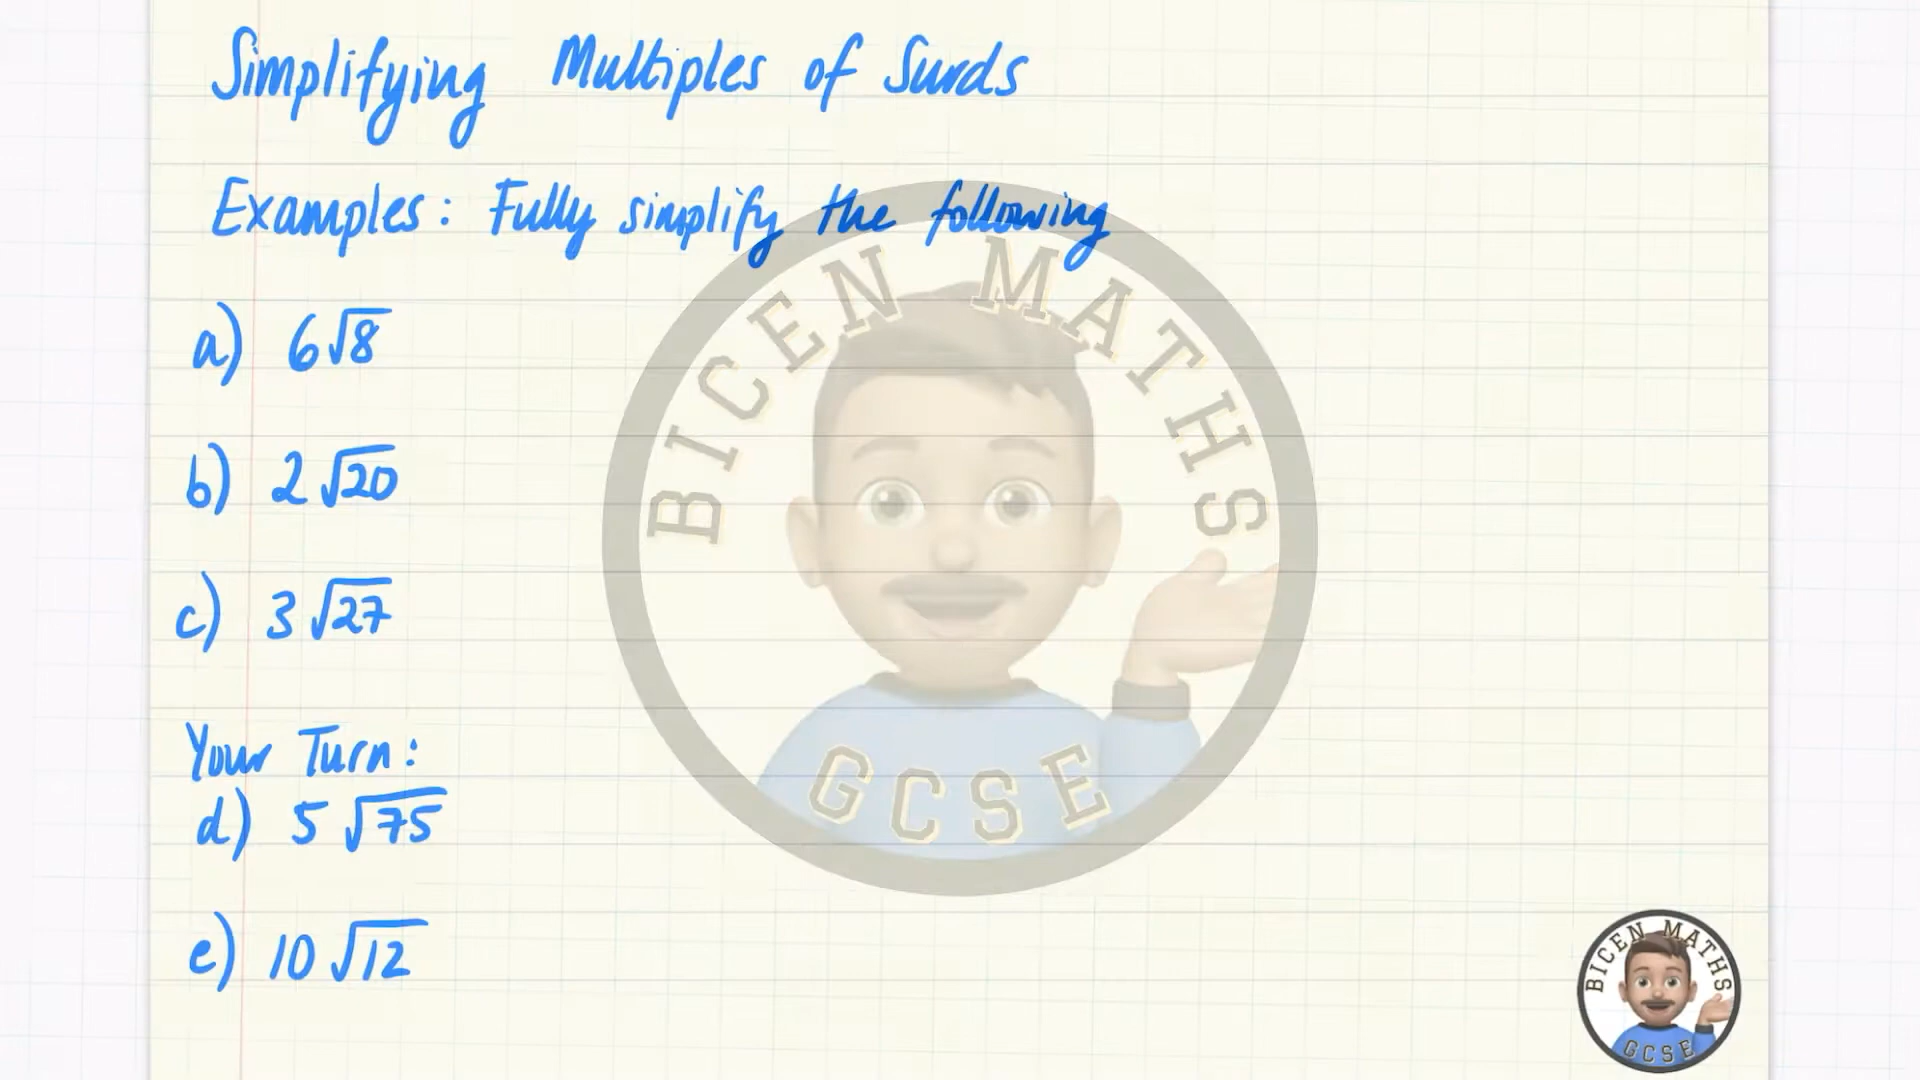 Simplifying Multiples of Surds
Examples: Fully simplify the following
a) 6√8
b) 2√20
c) 3√27
Your Turn:
d) 5√75
e) 10√12
BICEN MATHS
GCSE
BICEN MATHS
GCSE